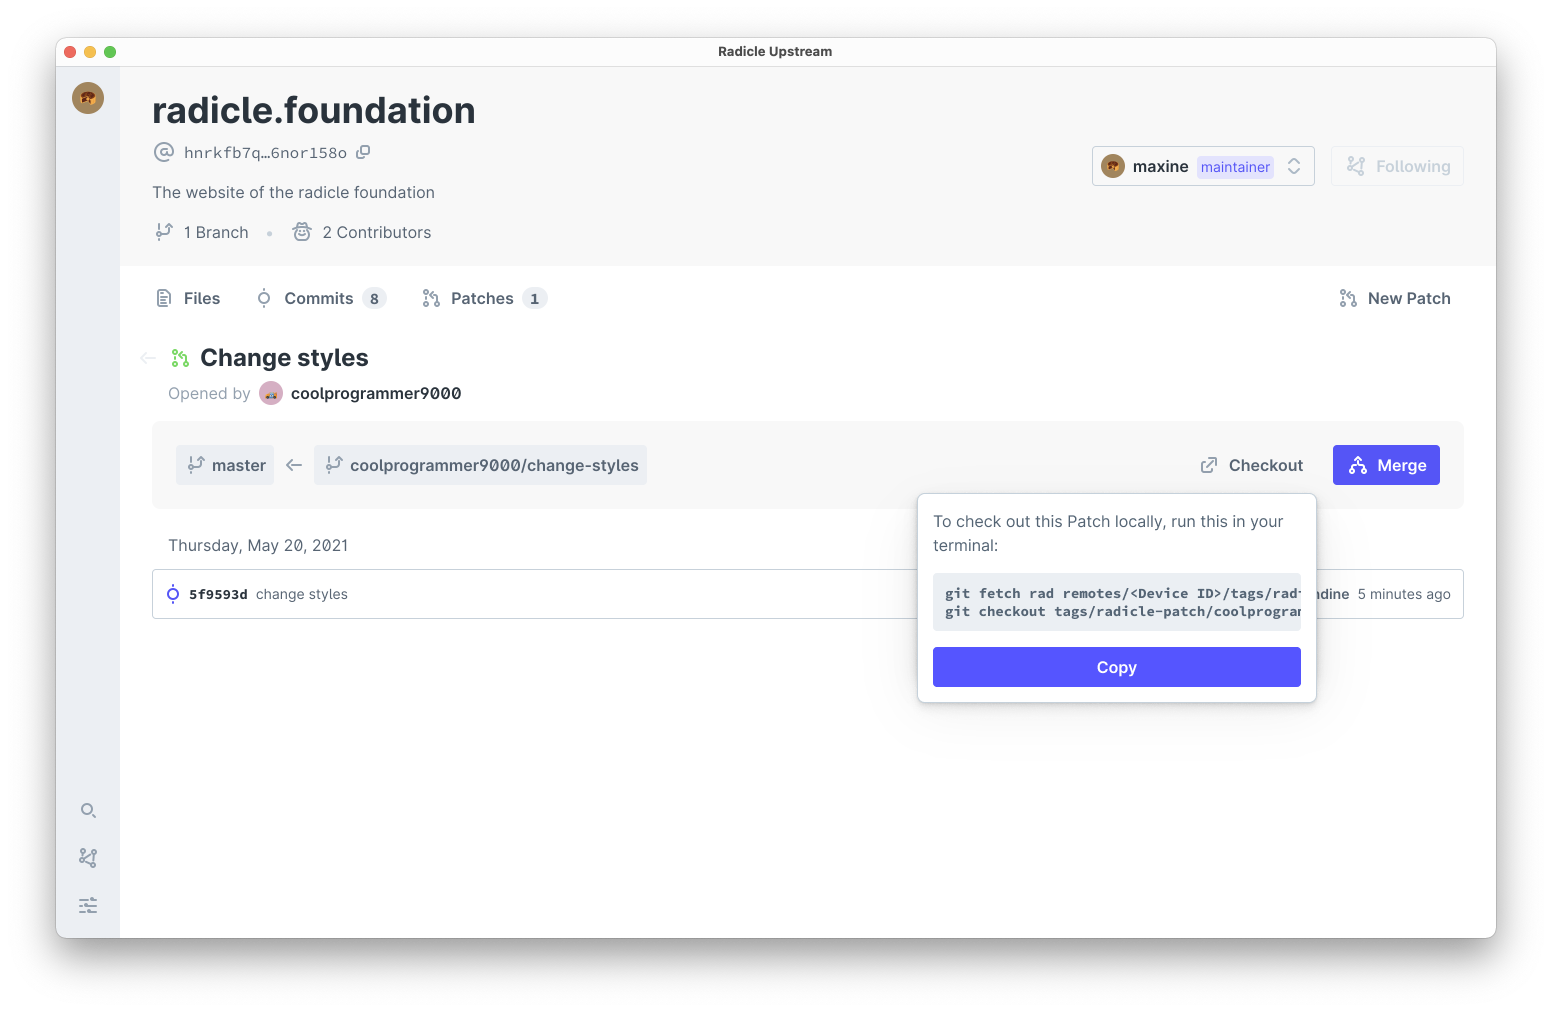 Radicle Upstream
radicle.foundation
hnrkfb7q…6nor158o
maxine maintainer
Following
The website of the radicle foundation
1 Branch • 2 Contributors
Files
Commits 8
Patches 1
New Patch
Change styles
Opened by coolprogrammer9000
master ← coolprogrammer9000/change-styles
Checkout
Merge
To check out this Patch locally, run this in your
terminal:
git fetch rad remotes/<Device ID>/tags/rad
git checkout tags/radicle-patch/coolprogra
Copy
Thursday, May 20, 2021
5f9593d change styles
dine 5 minutes ago